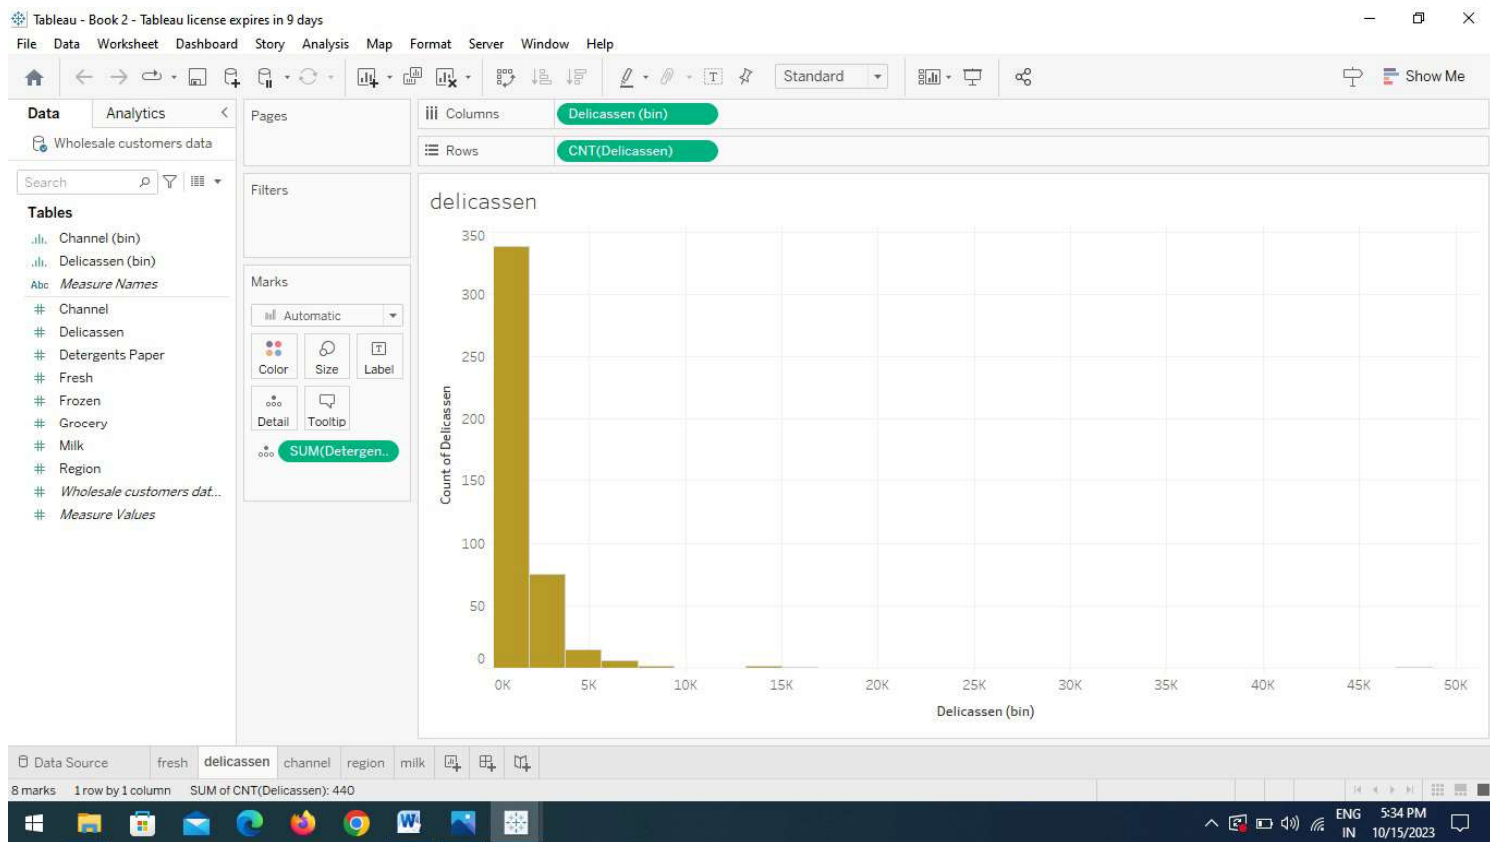 Tableau - Book 2 - Tableau license expires in 9 days
File Data Worksheet Dashboard Story Analysis Map Format Server Window Help
Standard
Show Me
Data Analytics
Wholesale customers data
Search
Tables
Channel (bin)
Delicassen (bin)
Abc Measure Names
# Channel
# Delicassen
# Detergents Paper
# Fresh
# Frozen
# Grocery
# Milk
# Region
# Wholesale customers dat...
# Measure Values
Pages
Filters
Marks
Automatic
Color Size Label
Detail Tooltip
SUM(Detergen..
Columns Delicassen (bin)
Rows CNT(Delicassen)
delicassen
350
300
250
200
150
100
50
0
Count of Delicassen
0K 5K 10K 15K 20K 25K 30K 35K 40K 45K 50K
Delicassen (bin)
Data Source fresh delicassen channel region milk
8 marks 1 row by 1 column SUM of CNT(Delicassen): 440
ENG 5:34 PM
IN 10/15/2023